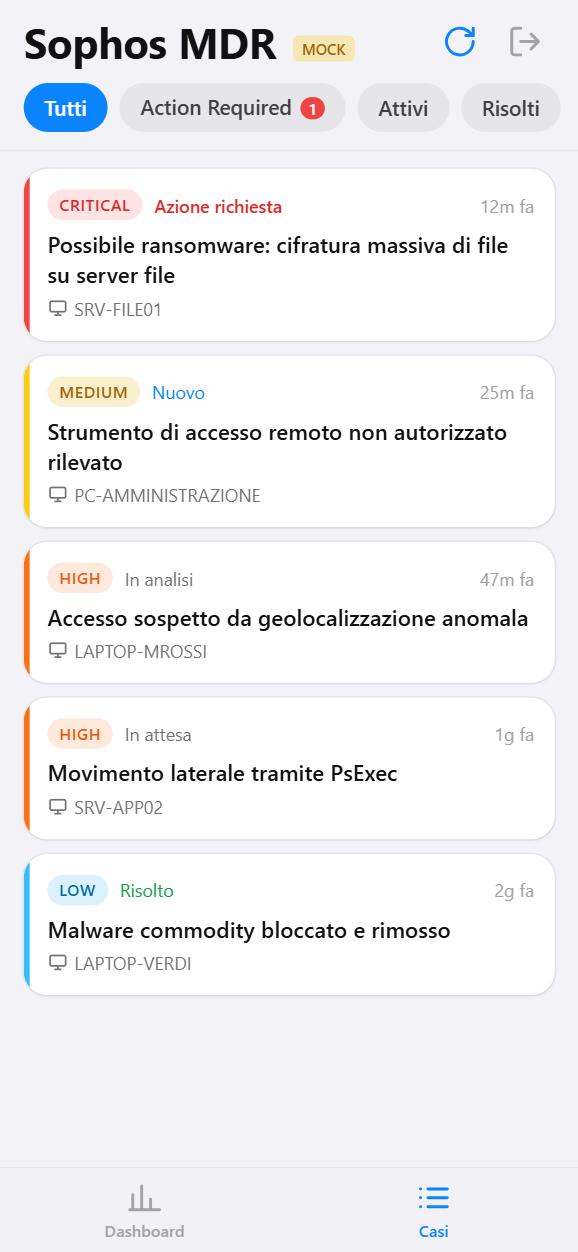 Sophos MDR MOCK
Tutti Action Required 1 Attivi Risolti
CRITICAL Azione richiesta 12m fa
Possibile ransomware: cifratura massiva di file
su server file
SRV-FILE01
MEDIUM Nuovo 25m fa
Strumento di accesso remoto non autorizzato
rilevato
PC-AMMINISTRAZIONE
HIGH In analisi 47m fa
Accesso sospetto da geolocalizzazione anomala
LAPTOP-MROSSI
HIGH In attesa 1g fa
Movimento laterale tramite PsExec
SRV-APP02
LOW Risolto 2g fa
Malware commodity bloccato e rimosso
LAPTOP-VERDI
Dashboard Casi